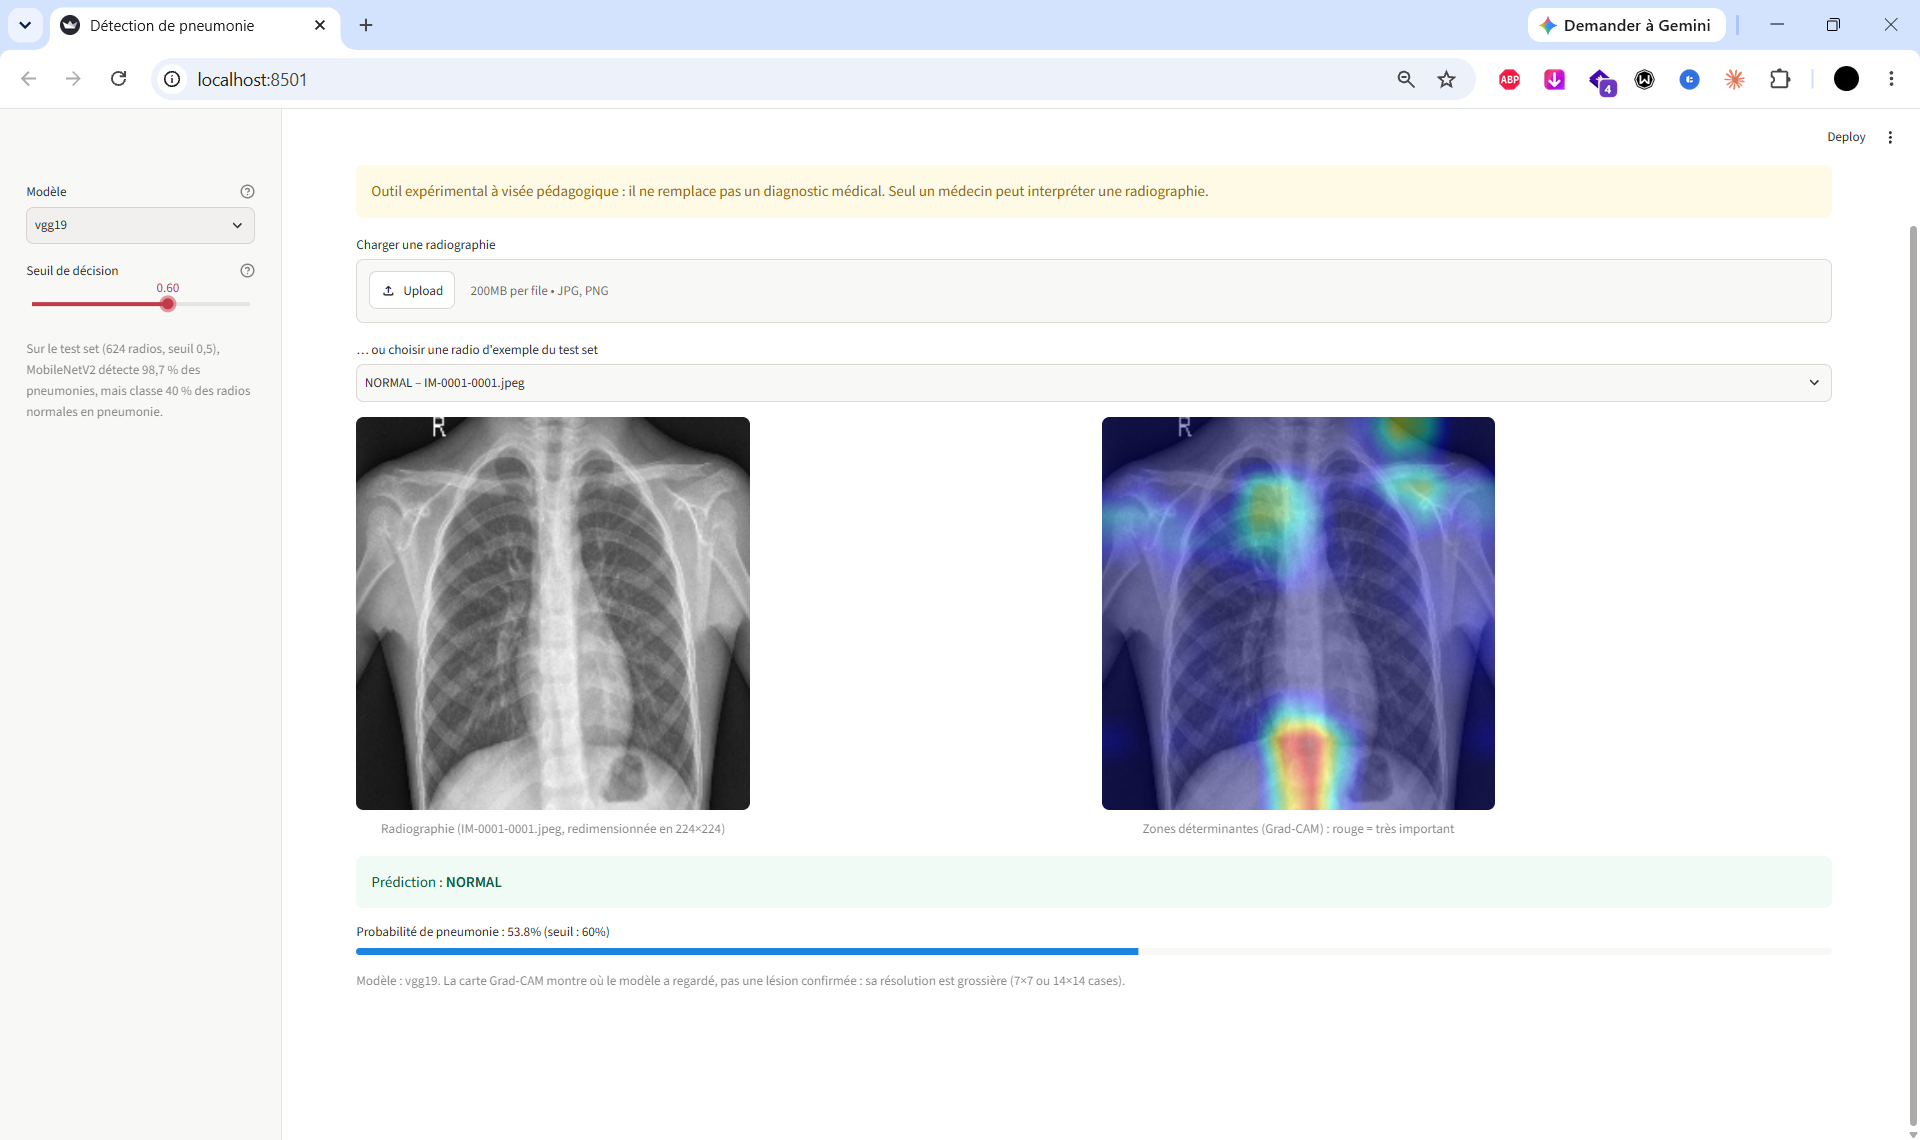 Détection de pneumonie
Demander à Gemini
localhost:8501
ABP
4
Deploy
Modèle
vgg19
Seuil de décision
0.60
Sur le test set (624 radios, seuil 0,5),
MobileNetV2 détecte 98,7 % des
pneumonies, mais classe 40 % des radios
normales en pneumonie.
Outil expérimental à visée pédagogique : il ne remplace pas un diagnostic médical. Seul un médecin peut interpréter une radiographie.
Charger une radiographie
Upload
200MB per file • JPG, PNG
… ou choisir une radio d'exemple du test set
NORMAL – IM-0001-0001.jpeg
R
R
Radiographie (IM-0001-0001.jpeg, redimensionnée en 224×224)
Zones déterminantes (Grad-CAM) : rouge = très important
Prédiction : NORMAL
Probabilité de pneumonie : 53.8% (seuil : 60%)
Modèle : vgg19. La carte Grad-CAM montre où le modèle a regardé, pas une lésion confirmée : sa résolution est grossière (7×7 ou 14×14 cases).